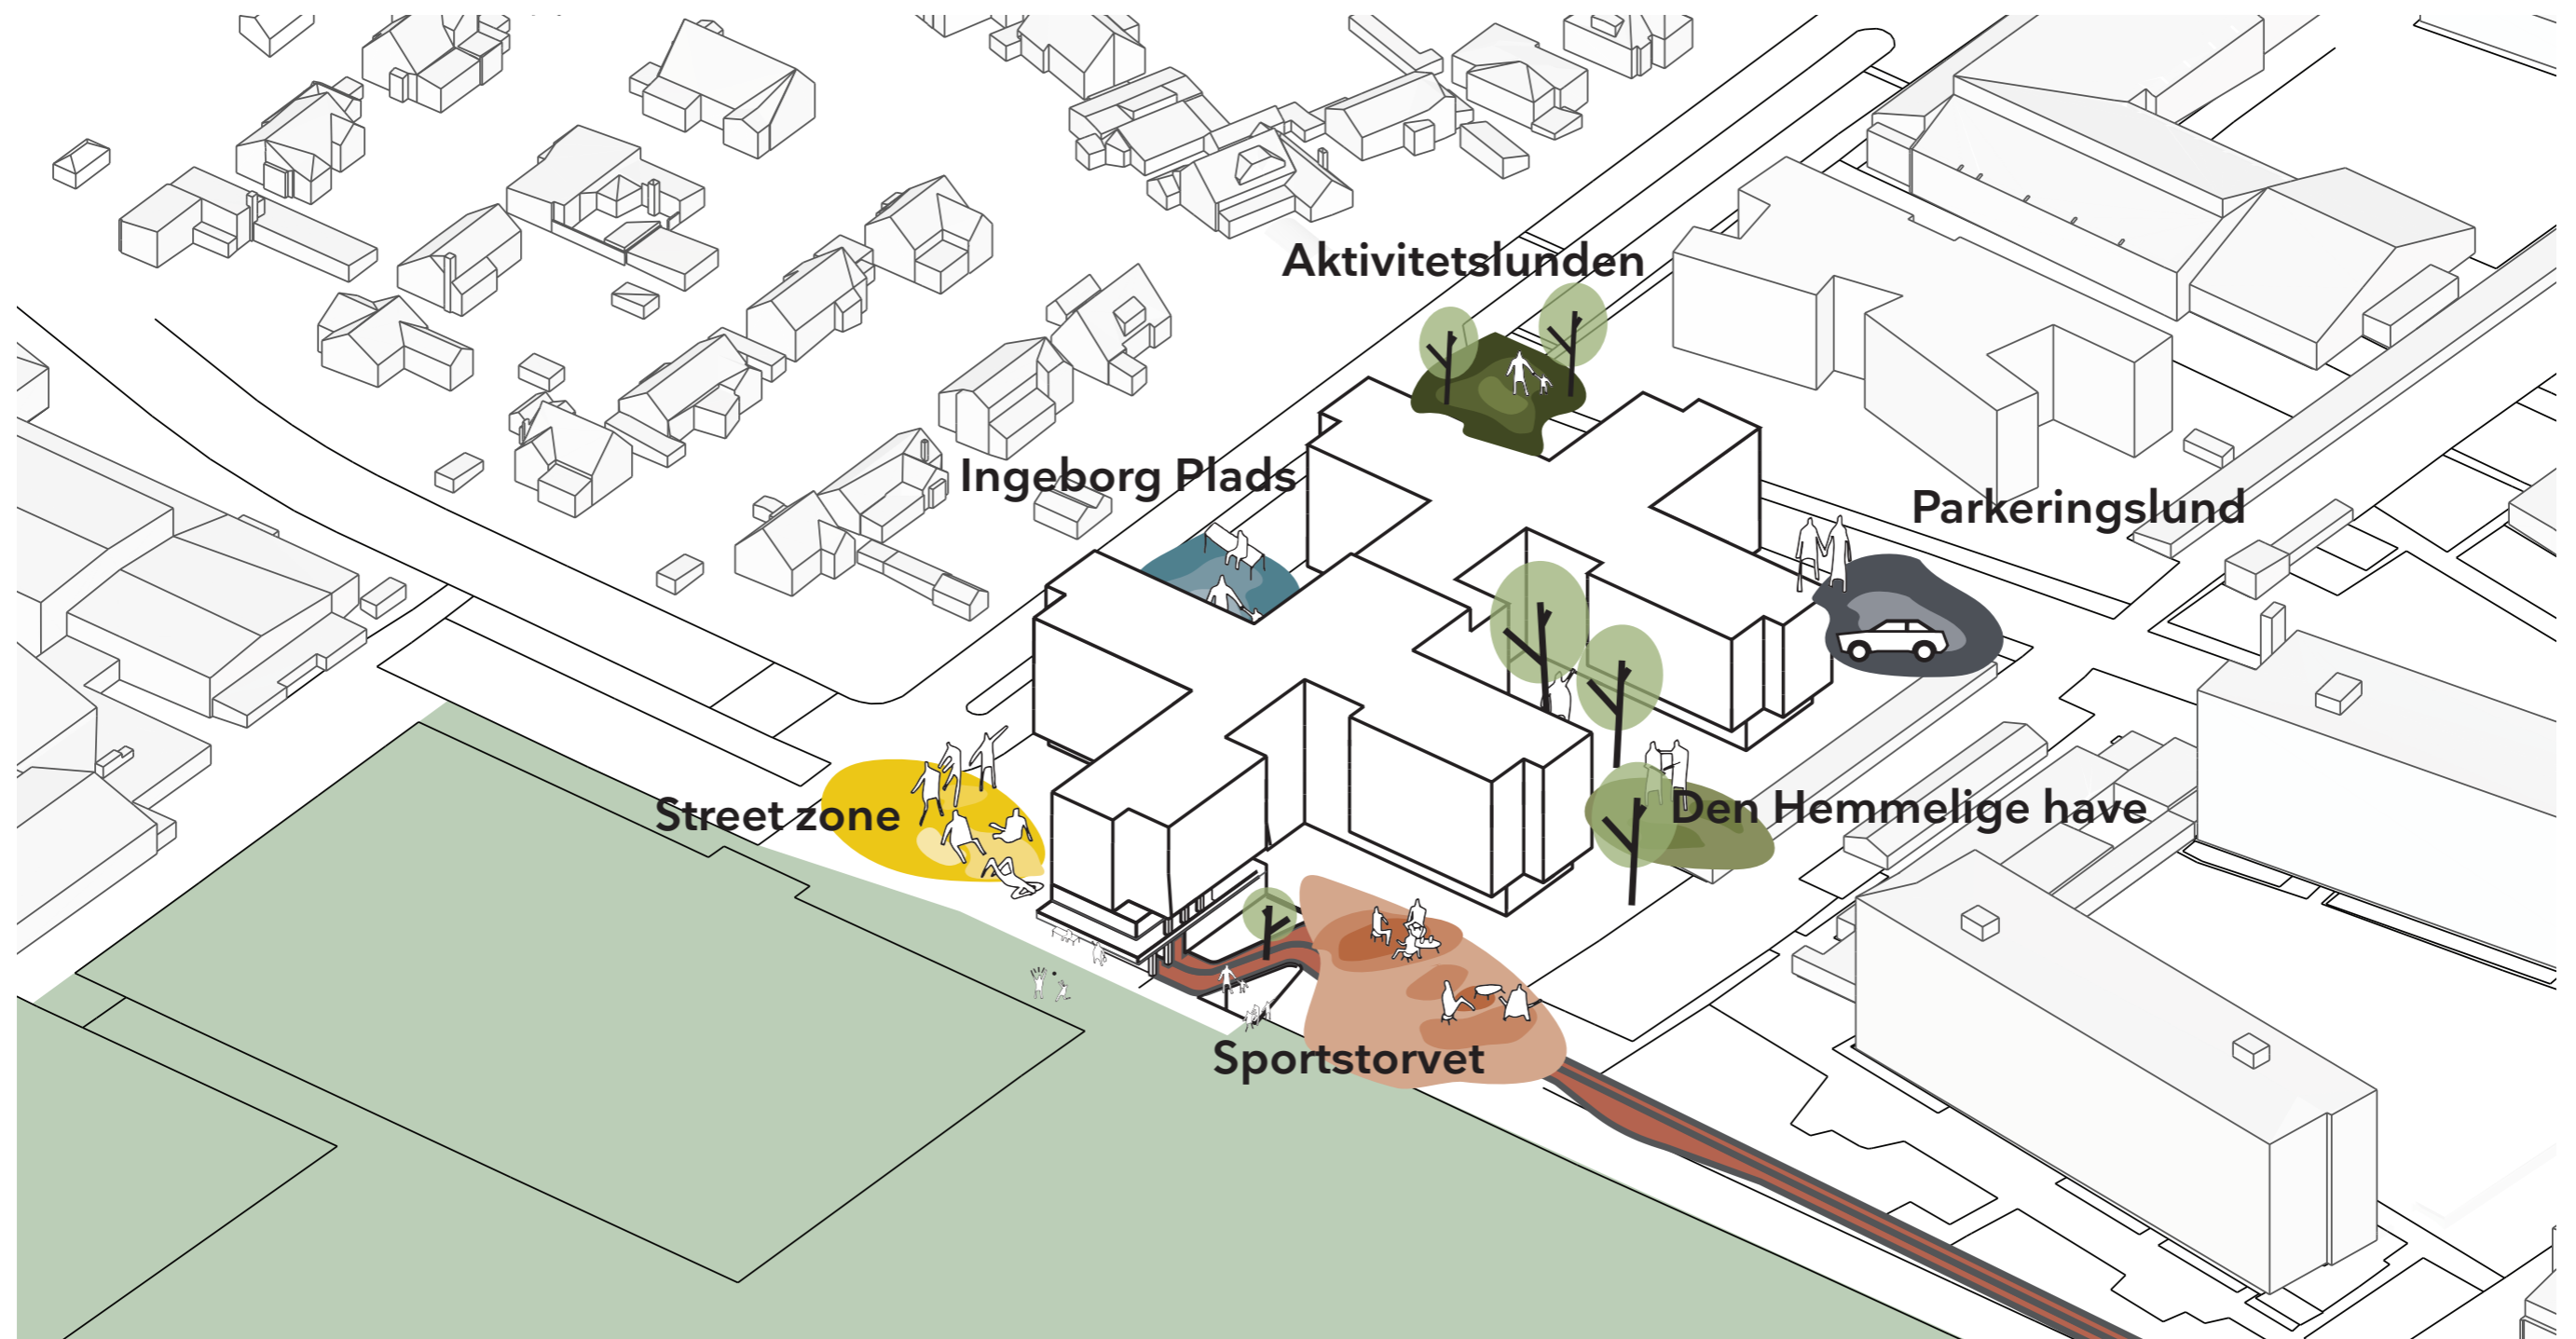 Aktivitetslunden
Ingeborg Plads
Parkeringslund
Street zone
Den Hemmelige have
Sportstorvet